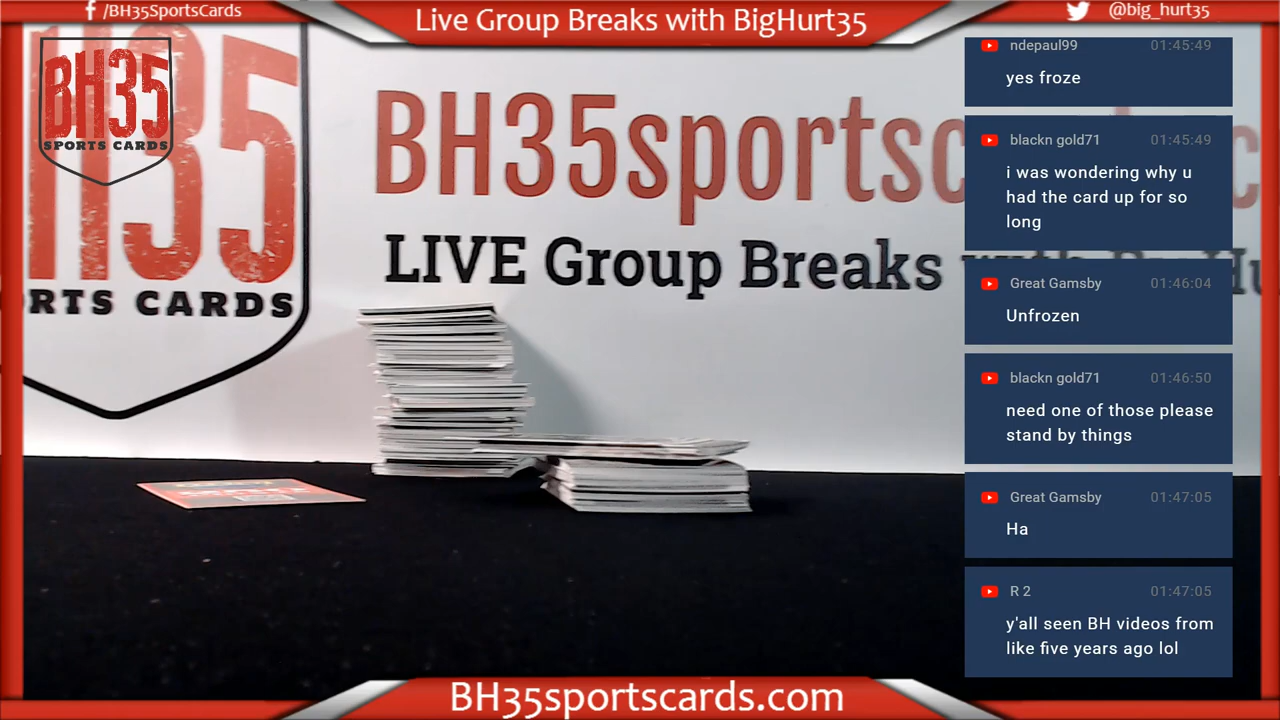 /BH35SportsCards
Live Group Breaks with BigHurt35
@big_hurt35
BH35
SPORTS CARDS
H35
RTS CARDS
BH35sportsc
LIVE Group Breaks with
ndepaul99 01:45:49
yes froze
blackn gold71 01:45:49
i was wondering why u
had the card up for so
long
Great Gamsby 01:46:04
Unfrozen
blackn gold71 01:46:50
need one of those please
stand by things
Great Gamsby 01:47:05
Ha
R 2 01:47:05
y'all seen BH videos from
like five years ago lol
BH35sportscards.com